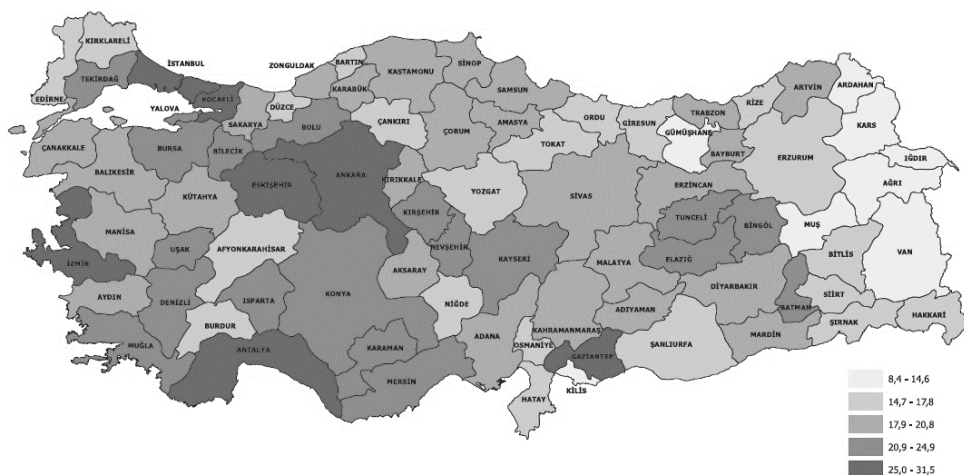 KIRKLARELİ
İSTANBUL
TEKİRDAĞ
EDİRNE
KOCAELİ
YALOVA
ZONGULDAK
BARTIN
KARABÜK
KASTAMONU
SİNOP
SAMSUN
DÜZCE
BOLU
SAKARYA
ÇANKIRI
ÇORUM
AMASYA
ORDU
GİRESUN
TRABZON
RİZE
ARTVİN
ARDAHAN
KARS
GÜMÜŞHANE
BAYBURT
TOKAT
ÇANAKKALE
BALIKESİR
BURSA
BİLECİK
ESKİŞEHİR
ANKARA
KIRIKKALE
YOZGAT
SİVAS
ERZİNCAN
ERZURUM
IĞDIR
AĞRI
KÜTAHYA
KIRŞEHİR
NEVŞEHİR
KAYSERİ
TUNCELİ
BİNGÖL
MUŞ
MANİSA
UŞAK
AFYONKARAHİSAR
ELAZIĞ
BİTLİS
VAN
İZMİR
AKSARAY
MALATYA
DİYARBAKIR
AYDIN
DENİZLİ
ISPARTA
KONYA
NİĞDE
ADIYAMAN
BATMAN
SİİRT
HAKKARİ
BURDUR
KAHRAMANMARAŞ
ŞIRNAK
MUĞLA
ANTALYA
KARAMAN
ADANA
OSMANİYE
GAZİANTEP
ŞANLIURFA
MARDİN
MERSİN
KİLİS
HATAY
8,4 - 14,6
14,7 - 17,8
17,9 - 20,8
20,9 - 24,9
25,0 - 31,5